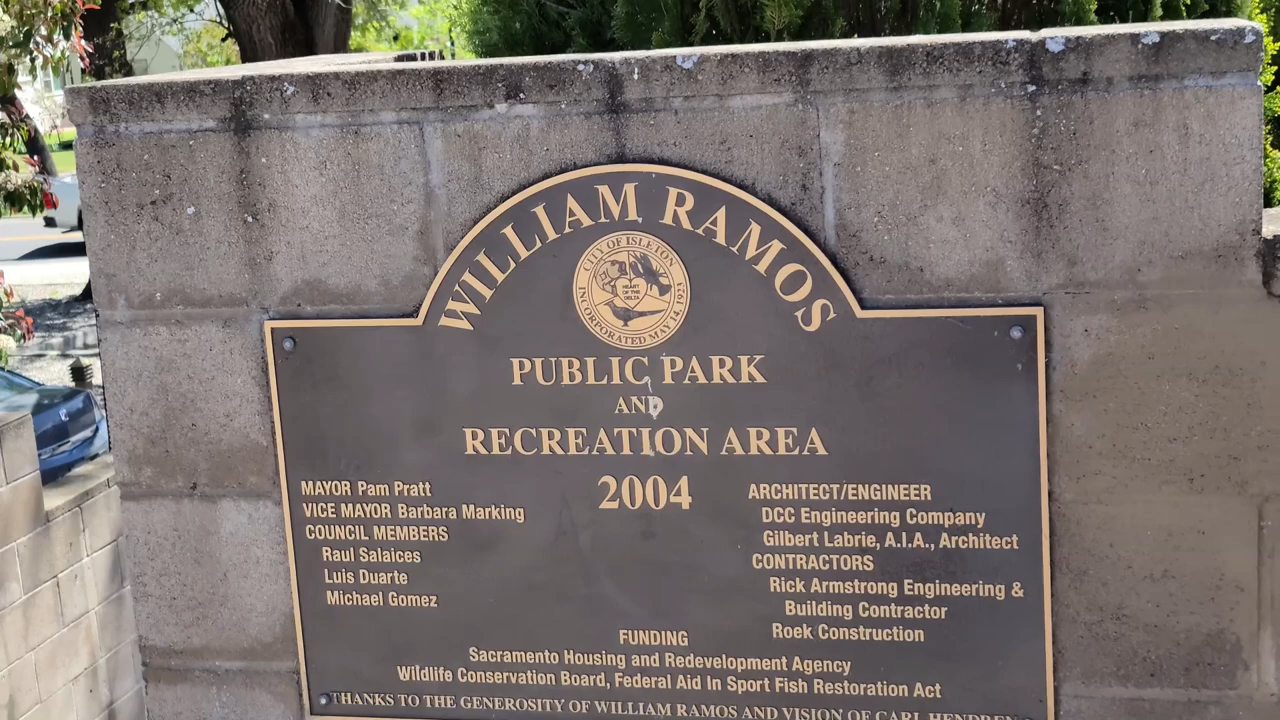 WILLIAM RAMOS
CITY OF ISLETON
HEART
OF THE
DELTA
INCORPORATED MAY 14, 1923
PUBLIC PARK
AND
RECREATION AREA
2004
MAYOR Pam Pratt
VICE MAYOR Barbara Marking
COUNCIL MEMBERS
Raul Salaices
Luis Duarte
Michael Gomez
ARCHITECT/ENGINEER
DCC Engineering Company
Gilbert Labrie, A.I.A., Architect
CONTRACTORS
Rick Armstrong Engineering &
Building Contractor
Roek Construction
FUNDING
Sacramento Housing and Redevelopment Agency
Wildlife Conservation Board, Federal Aid In Sport Fish Restoration Act
THANKS TO THE GENEROSITY OF WILLIAM RAMOS AND VISION OF CARL HENDREN